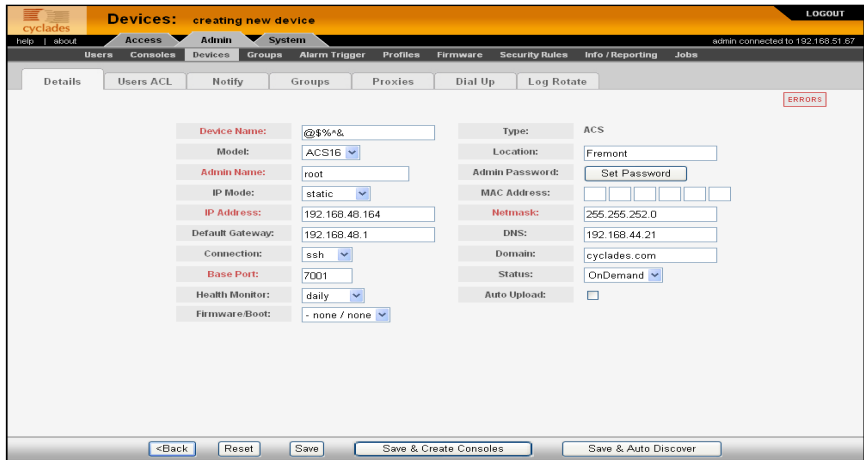 Devices: creating new device
LOGOUT
cyclades
help | about
Access Admin System
admin connected to 192.168.51.67
Users Consoles Devices Groups Alarm Trigger Profiles Firmware Security Rules Info / Reporting Jobs
Details Users ACL Notify Groups Proxies Dial Up Log Rotate
ERRORS
Device Name: @$%^& Type: ACS
Model: ACS16 Location: Fremont
Admin Name: root Admin Password: Set Password
IP Mode: static MAC Address:
IP Address: 192.168.48.164 Netmask: 255.255.252.0
Default Gateway: 192.168.48.1 DNS: 192.168.44.21
Connection: ssh Domain: cyclades.com
Base Port: 7001 Status: OnDemand
Health Monitor: daily Auto Upload:
Firmware/Boot: - none / none
<Back Reset Save Save & Create Consoles Save & Auto Discover